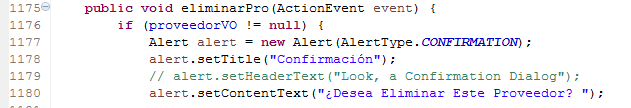 1175 public void eliminarPro(ActionEvent event) {
1176 if (proveedorVO != null) {
1177 Alert alert = new Alert(AlertType.CONFIRMATION);
1178 alert.setTitle("Confirmación");
1179 // alert.setHeaderText("Look, a Confirmation Dialog");
1180 alert.setContentText("¿Desea Eliminar Este Proveedor? ");